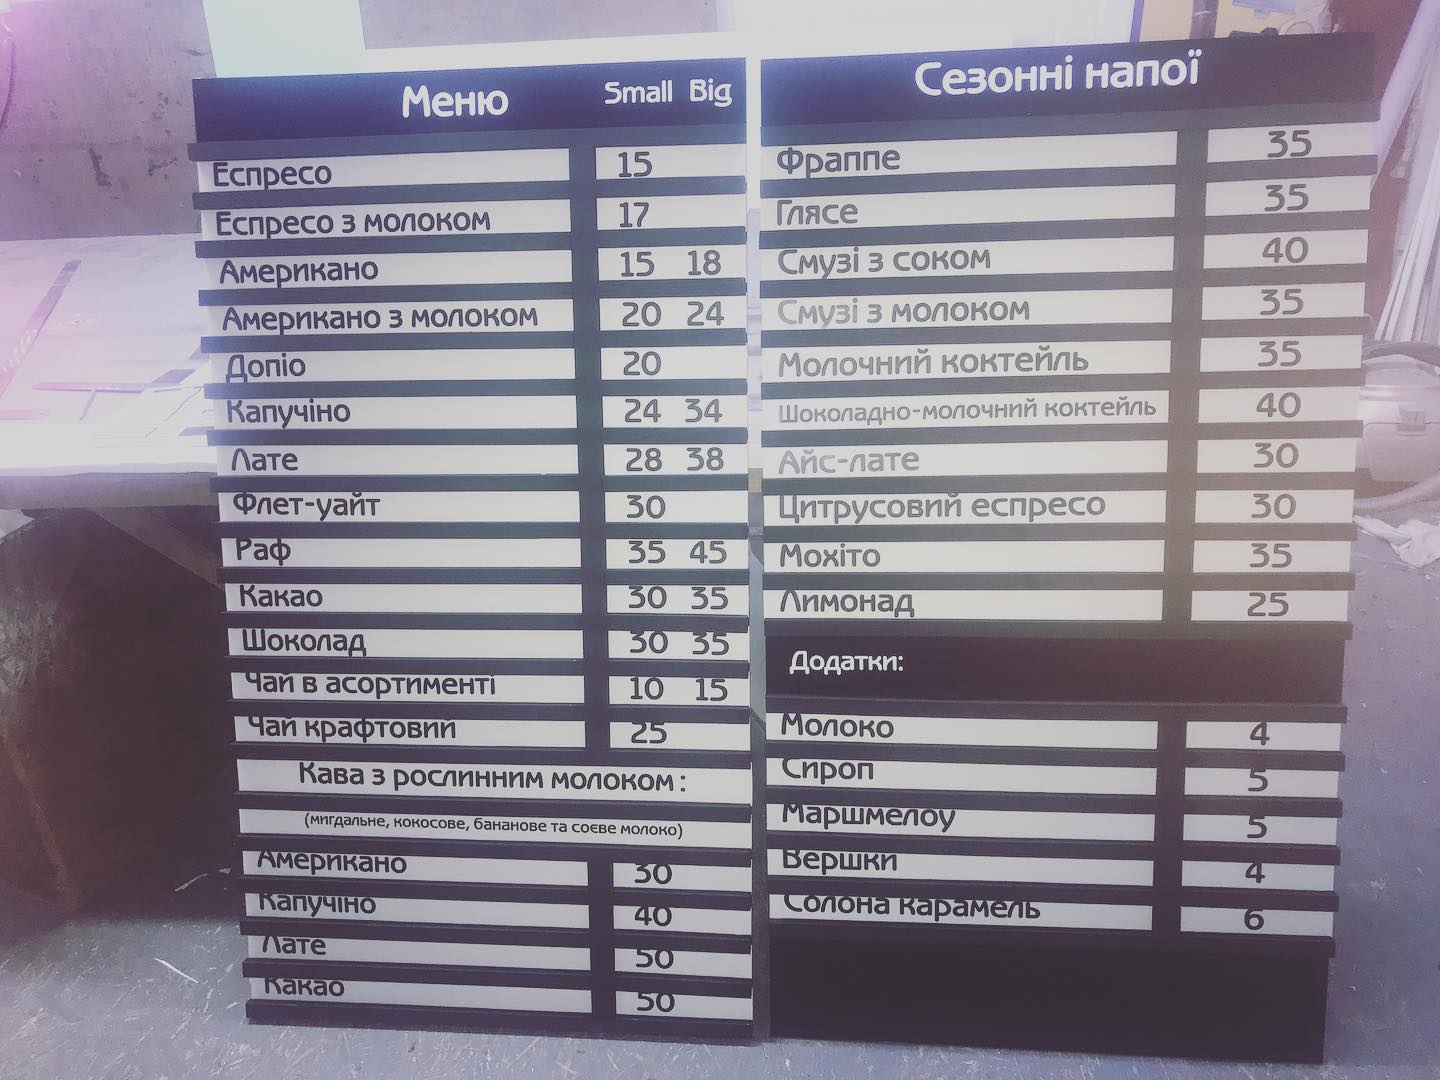 Меню Small Big
Еспресо 15
Еспресо з молоком 17
Американо 15 18
Американо з молоком 20 24
Допіо 20
Капучіно 24 34
Лате 28 38
Флет-уайт 30
Раф 35 45
Какао 30 35
Шоколад 30 35
Чай в асортименті 10 15
Чай крафтовий 25
Кава з рослинним молоком :
(мигдальне, кокосове, бананове та соєве молоко)
Американо 30
Капучіно 40
Лате 50
Какао 50
Сезонні напої
Фраппе 35
Глясе 35
Смузі з соком 40
Смузі з молоком 35
Молочний коктейль 35
Шоколадно-молочний коктейль 40
Айс-лате 30
Цитрусовий еспресо 30
Мохіто 35
Лимонад 25
Додатки:
Молоко 4
Сироп 5
Маршмелоу 5
Вершки 4
Солона карамель 6